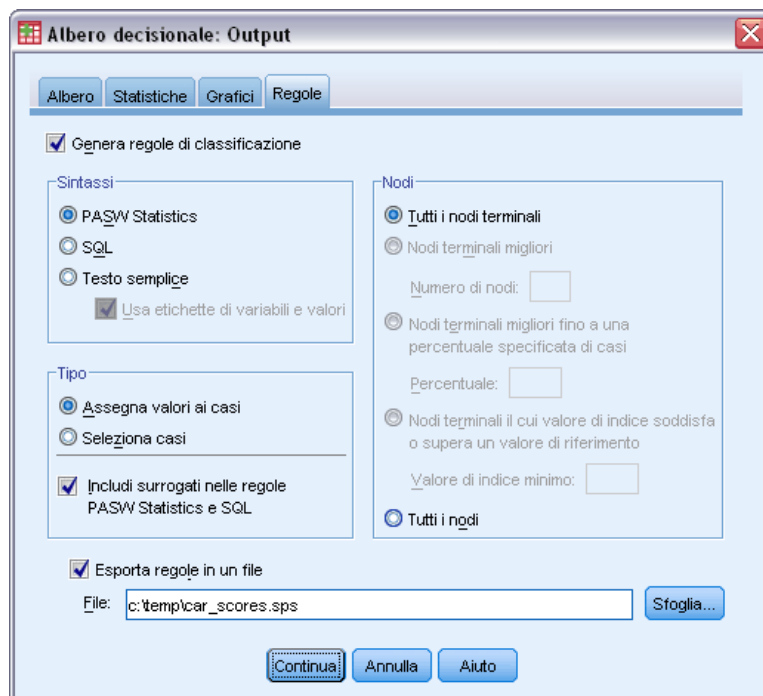 Albero decisionale: Output
Albero
Statistiche
Grafici
Regole
Genera regole di classificazione
Sintassi
PASW Statistics
SQL
Testo semplice
Usa etichette di variabili e valori
Tipo
Assegna valori ai casi
Seleziona casi
Includi surrogati nelle regole
PASW Statistics e SQL
Nodi
Tutti i nodi terminali
Nodi terminali migliori
Numero di nodi:
Nodi terminali migliori fino a una
percentuale specificata di casi
Percentuale:
Nodi terminali il cui valore di indice soddisfa
o supera un valore di riferimento
Valore di indice minimo:
Tutti i nodi
Esporta regole in un file
File:
c:\temp\car_scores.sps
Sfoglia...
Continua
Annulla
Aiuto